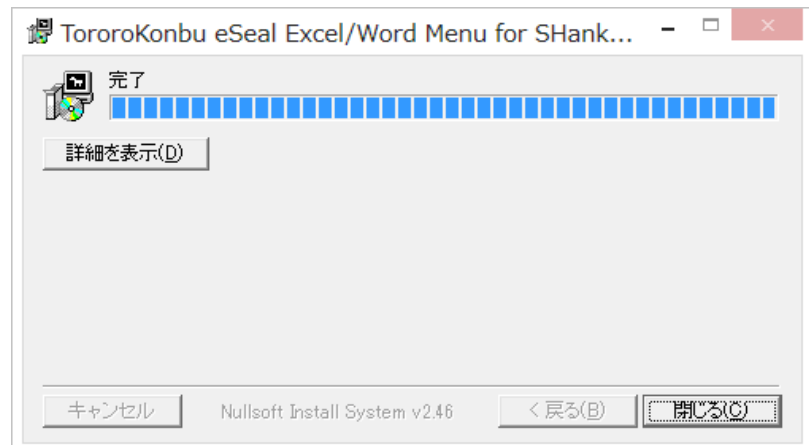 TororoKonbu eSeal Excel/Word Menu for SHank...
完了
詳細を表示(D)
キャンセル
Nullsoft Install System v2.46
< 戻る(B)
閉じる(C)